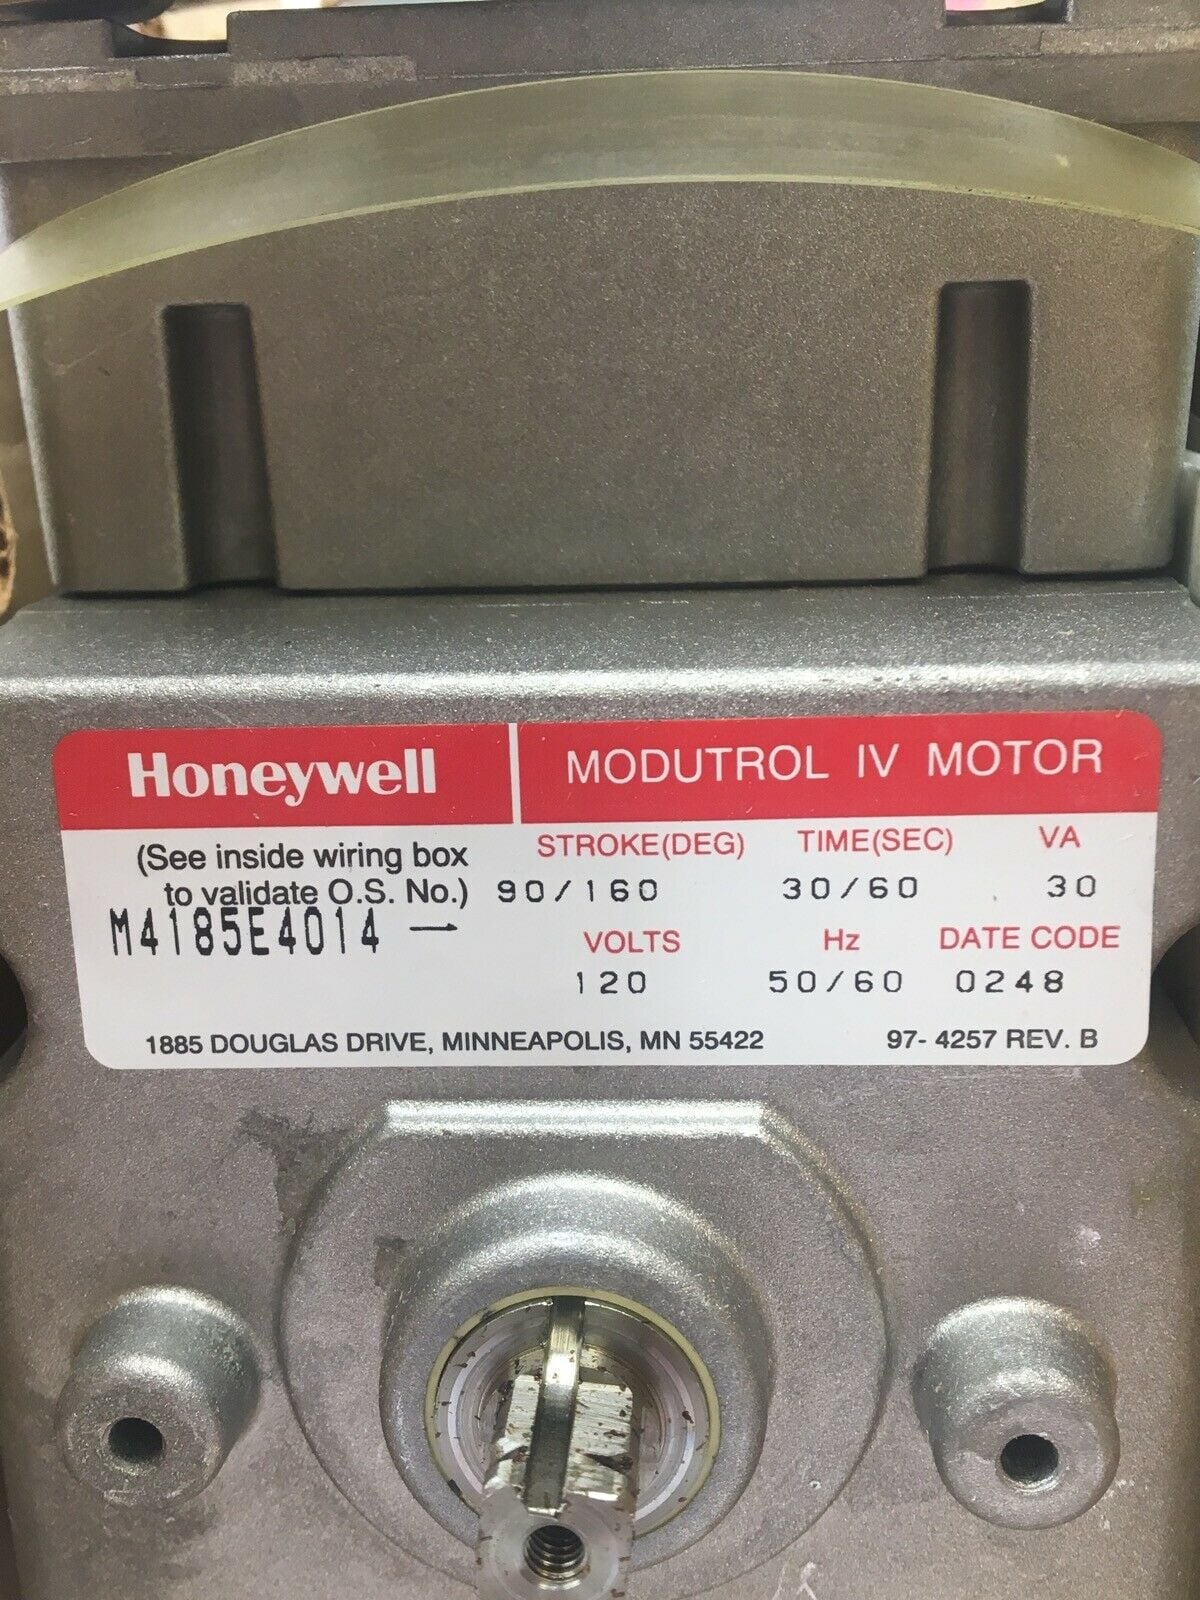 Honeywell MODUTROL IV MOTOR
(See inside wiring box
to validate O.S. No.)
M4185E4014 →
STROKE(DEG) TIME(SEC) VA
90/160 30/60 30
VOLTS Hz DATE CODE
120 50/60 0248
1885 DOUGLAS DRIVE, MINNEAPOLIS, MN 55422 97- 4257 REV. B